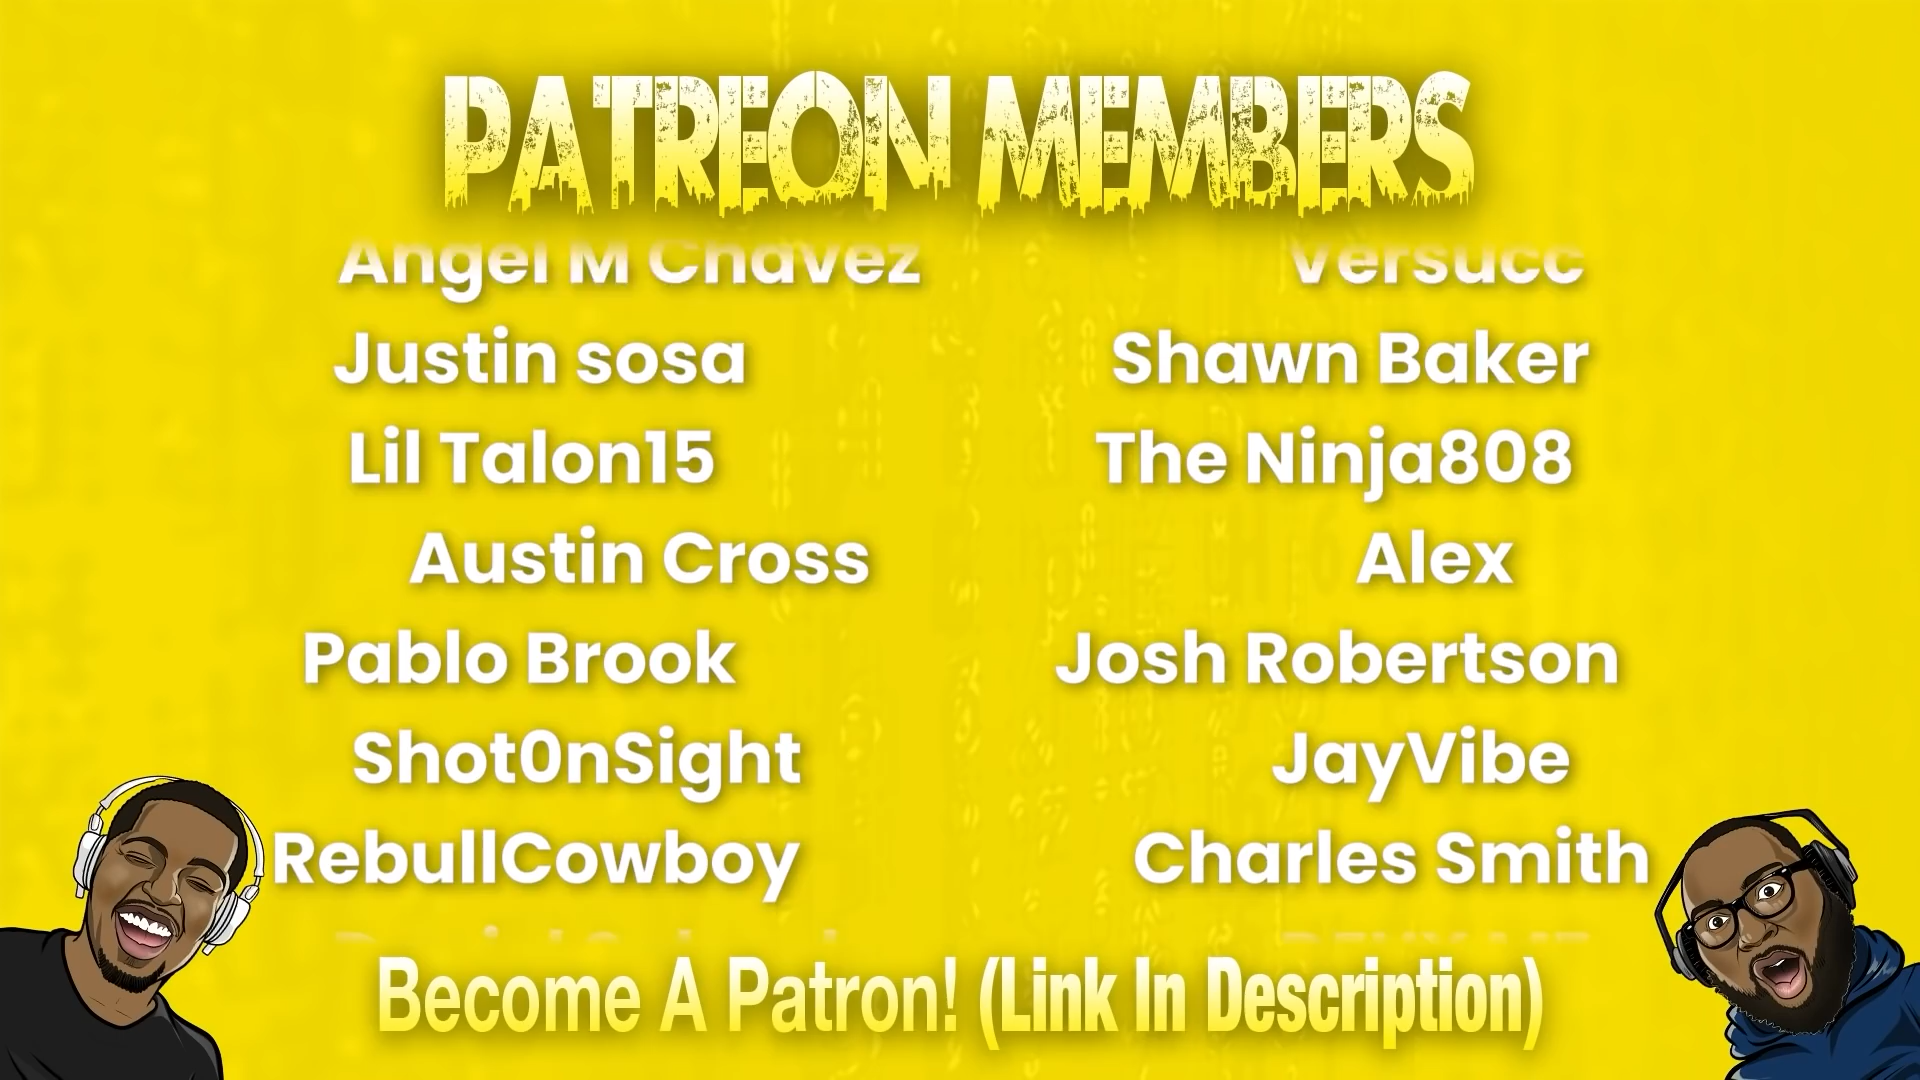 PATREON MEMBERS
Angel M Chavez
Versucc
Justin sosa
Shawn Baker
Lil Talon15
The Ninja808
Austin Cross
Alex
Pablo Brook
Josh Robertson
Shot0nSight
JayVibe
RebullCowboy
Charles Smith
Become A Patron! (Link In Description)